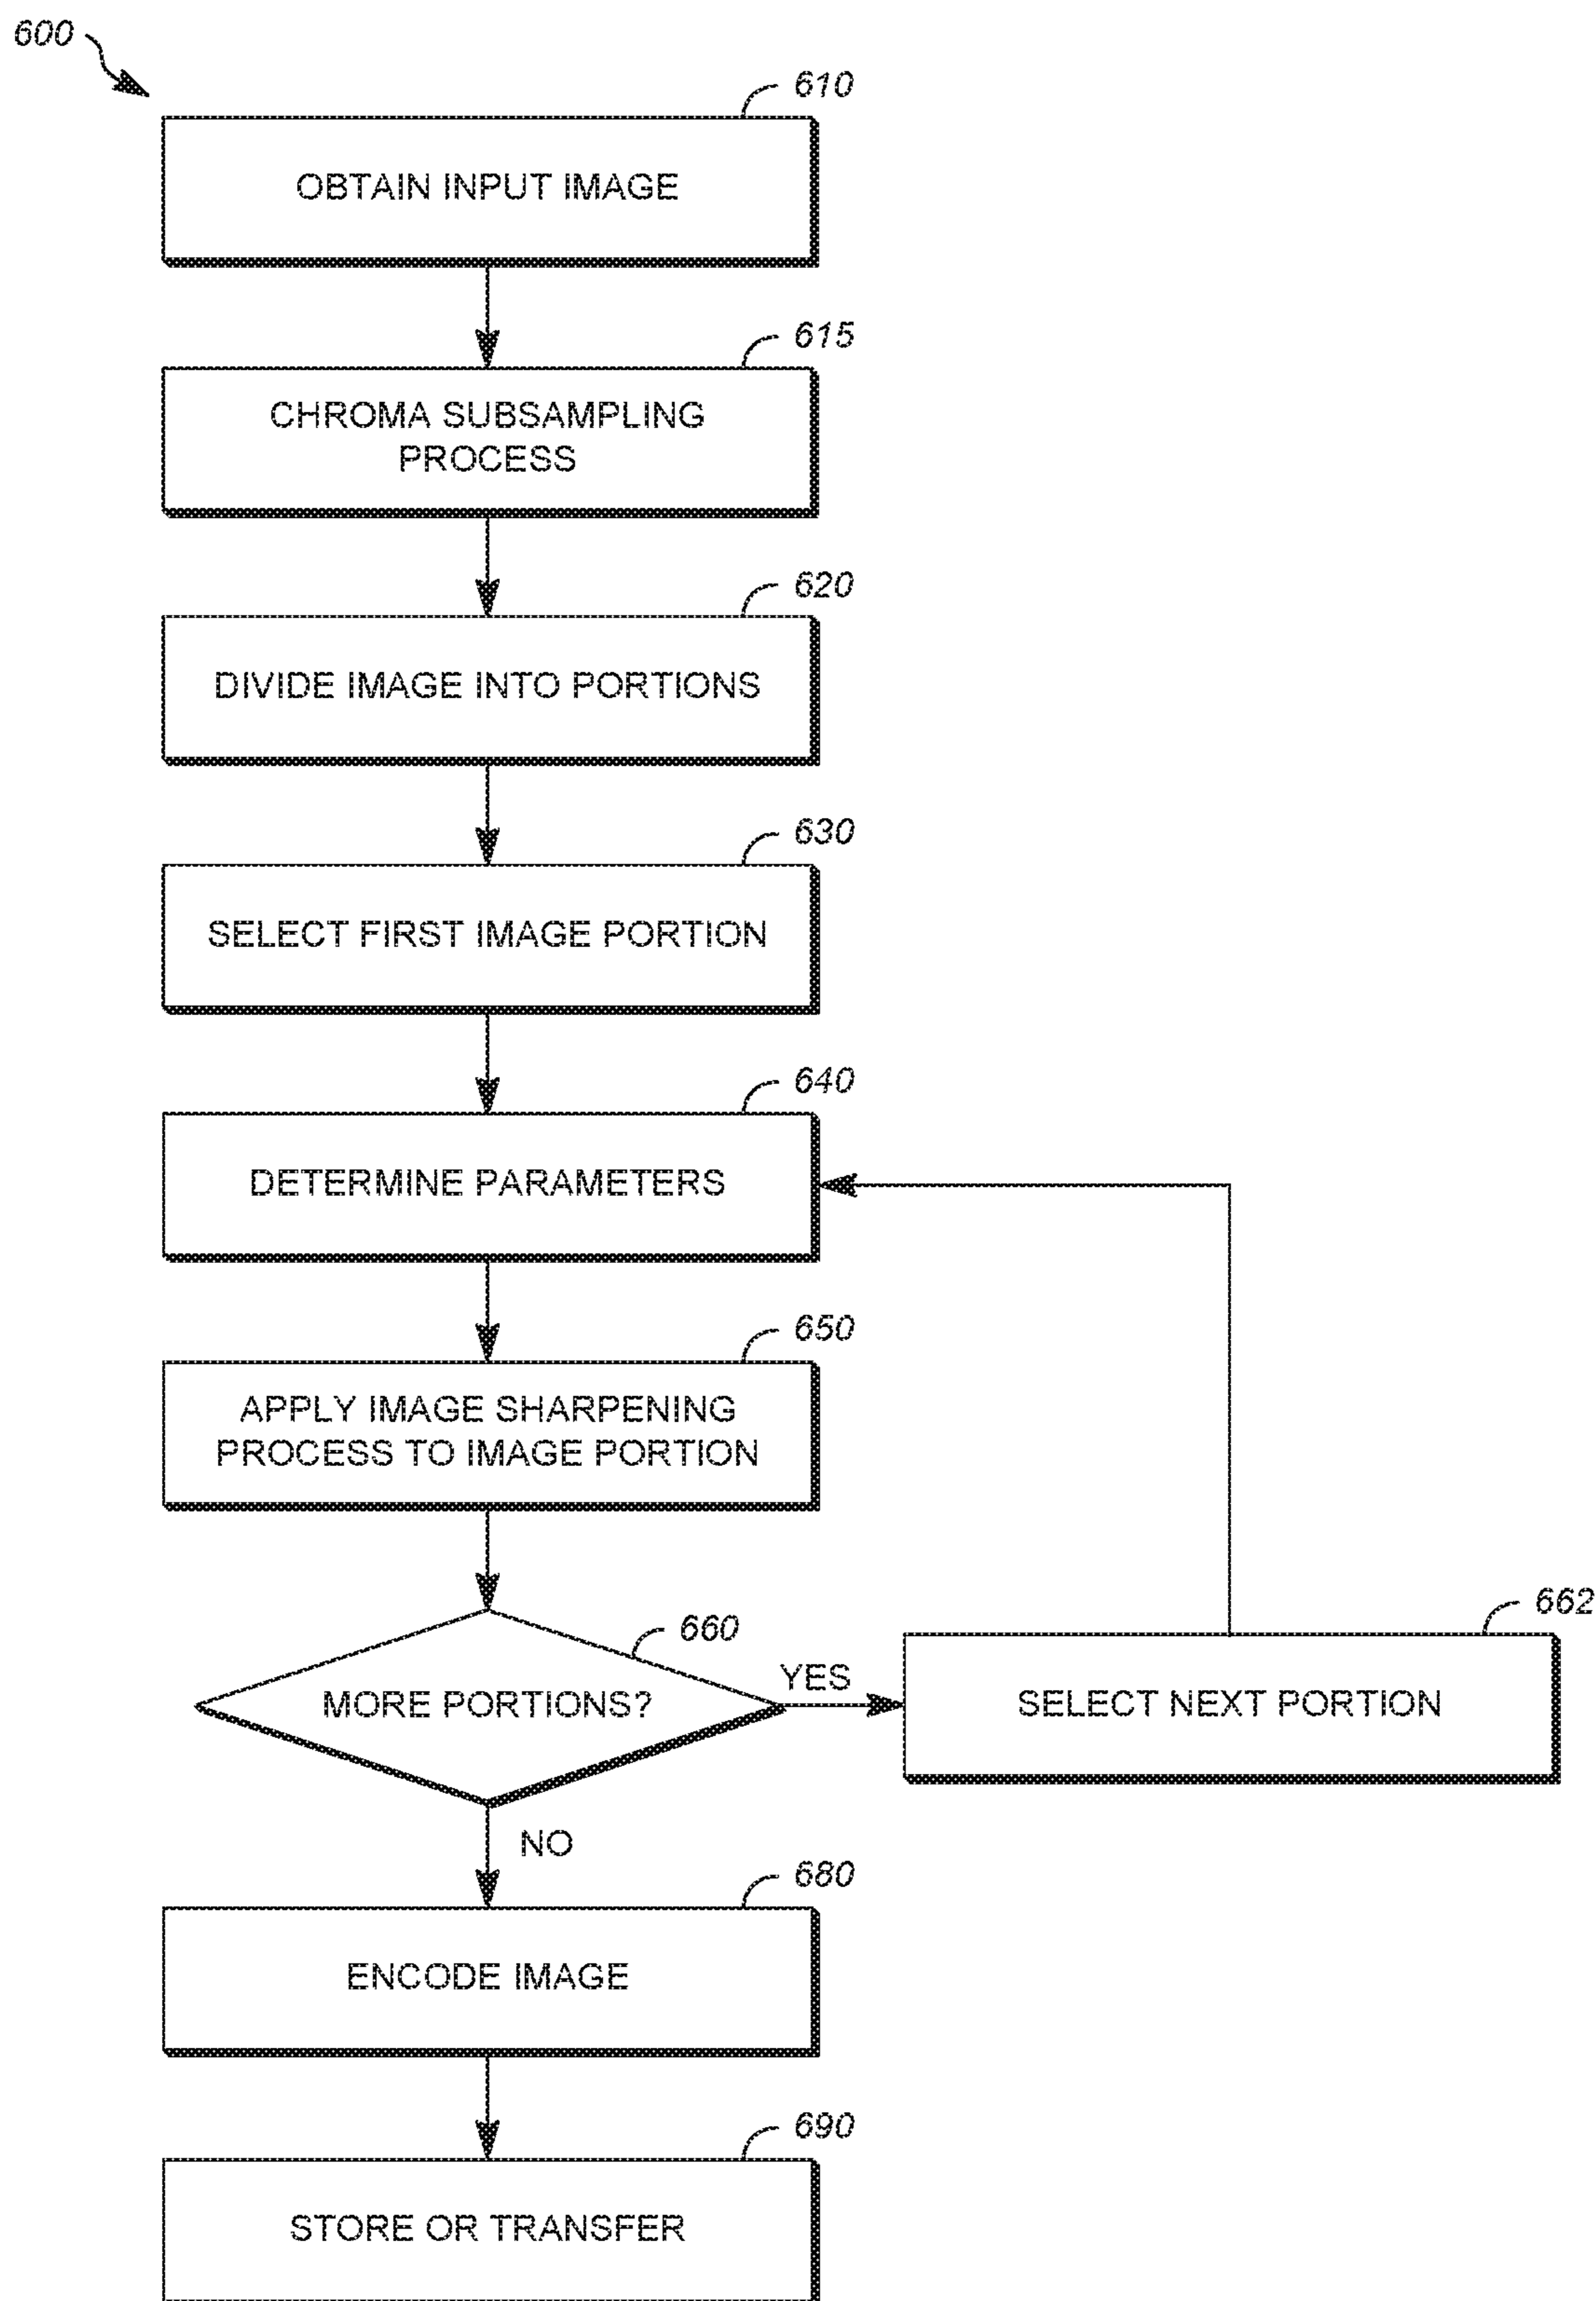 600
610
OBTAIN INPUT IMAGE
615
CHROMA SUBSAMPLING
PROCESS
620
DIVIDE IMAGE INTO PORTIONS
630
SELECT FIRST IMAGE PORTION
640
DETERMINE PARAMETERS
650
APPLY IMAGE SHARPENING
PROCESS TO IMAGE PORTION
660
MORE PORTIONS?
YES
662
SELECT NEXT PORTION
NO
680
ENCODE IMAGE
690
STORE OR TRANSFER